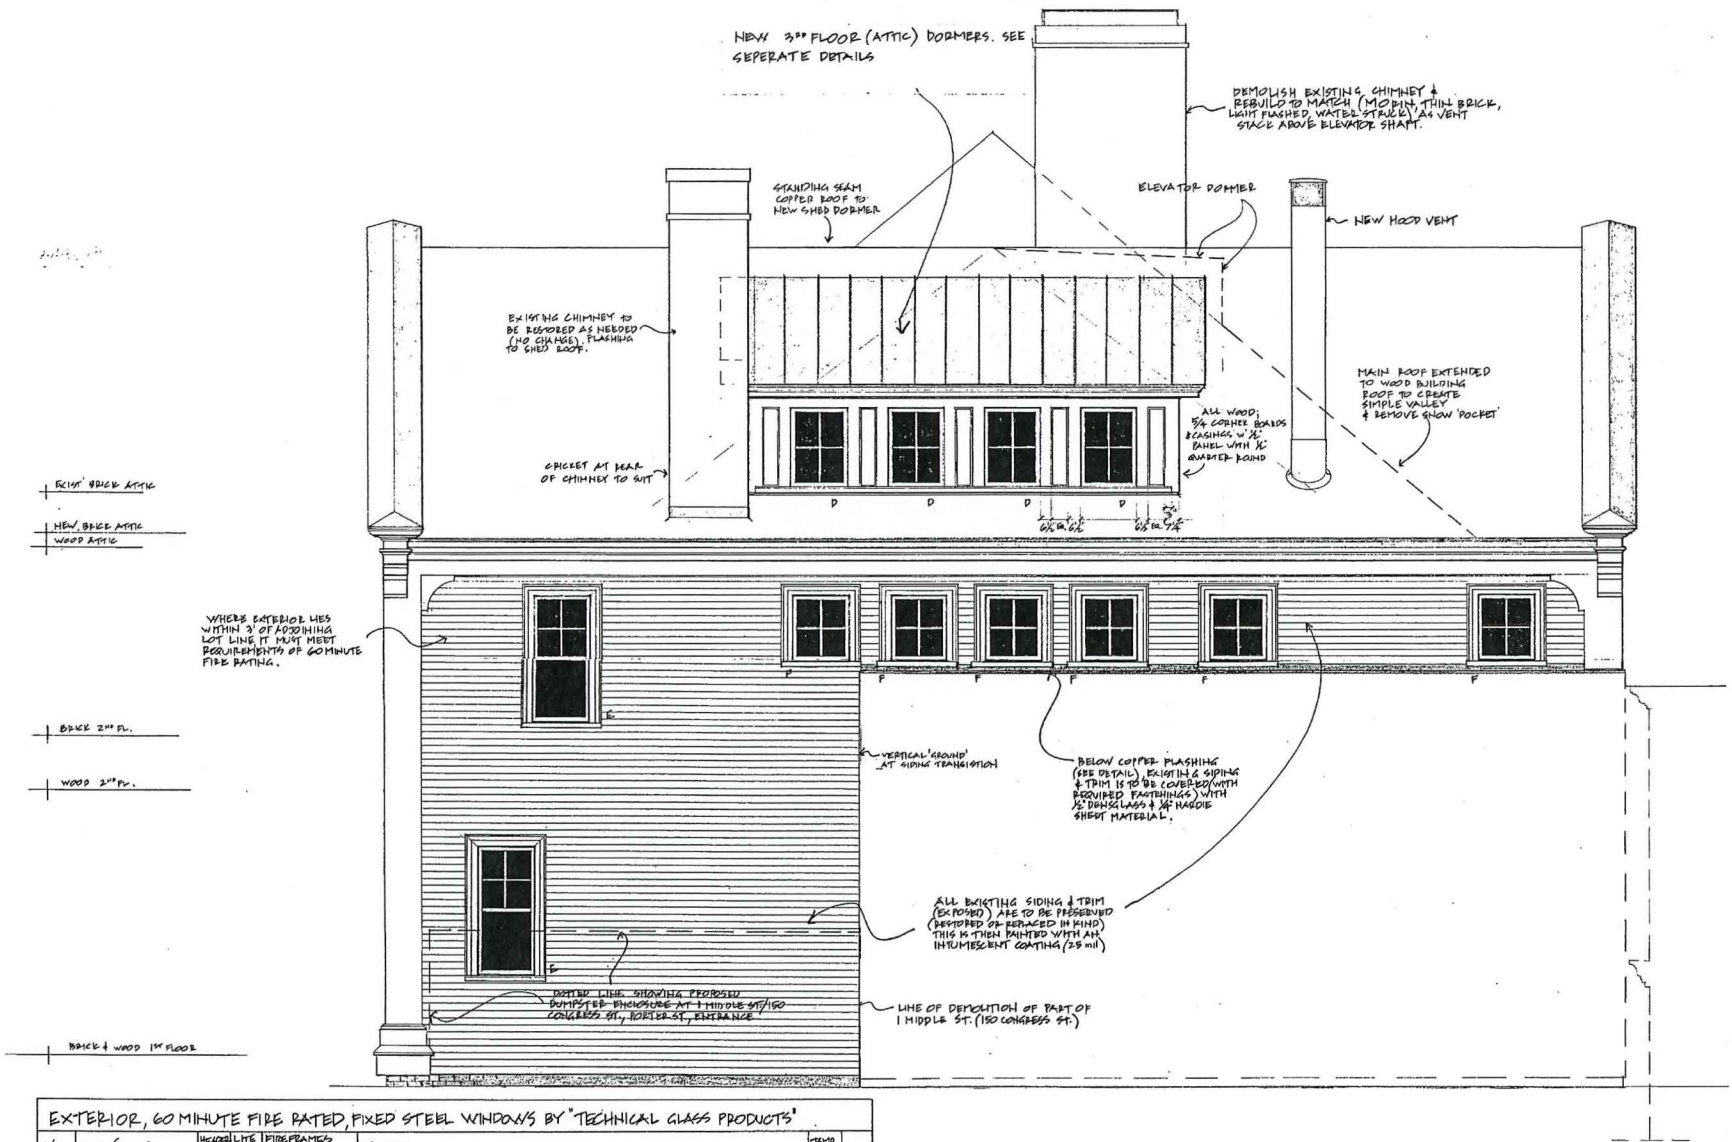 NEW 3RD FLOOR (ATTIC) DORMERS. SEE
SEPERATE DETAILS
DEMOLISH EXISTING CHIMNEY &
REBUILD TO MATCH (MORIN, THIN BRICK,
LIGHT FLASHED, WATER STRUCK) AS VENT
STACK ABOVE ELEVATOR SHAFT.
STANDING SEAM
COPPER ROOF TO
NEW SHED DORMER
ELEVATOR DORMER
NEW HOOD VENT
EXISTING CHIMNEY TO
BE RESTORED AS NEEDED
(NO CHANGE). FLASHING
TO SHED ROOF.
MAIN ROOF EXTENDED
TO WOOD BUILDING
ROOF TO CREATE
SIMPLE VALLEY
& REMOVE SNOW 'POCKET'
ALL WOOD;
5/4 CORNER BOARDS
& CASINGS W/ 1/2"
PANEL WITH 1/2"
QUARTER ROUND
CRICKET AT REAR
OF CHIMNEY TO SUIT
D D D D
EXIST' BRICK ATTIC
NEW, BRICK ATTIC
WOOD ATTIC
WHERE EXTERIOR LIES
WITHIN 3' OF ADJOINING
LOT LINE IT MUST MEET
REQUIREMENTS OF 60 MINUTE
FIRE RATING.
F F F F F F
E
BRICK 2ND FL.
WOOD 2ND FL.
VERTICAL 'GROUND'
AT SIDING TRANSISTION
BELOW COPPER FLASHING
(SEE DETAIL), EXISTING SIDING
& TRIM IS TO BE COVERED (WITH
REQUIRED FASTENINGS) WITH
1/2" DENSGLASS & 1/4" HARDIE
SHEET MATERIAL.
ALL EXISTING SIDING & TRIM
(EXPOSED) ARE TO BE PRESERVED
(RESTORED OR REPLACED IN KIND)
THIS IS THEN PAINTED WITH AN
INTUMESCENT COATING (25 mil)
E
DOTTED LINE SHOWING PROPOSED
DUMPSTER ENCLOSURE AT 1 MIDDLE ST/150
CONGRESS ST., PORTER ST., ENTRANCE
LINE OF DEMOLITION OF PART OF
1 MIDDLE ST. (150 CONGRESS ST.)
BRICK & WOOD 1ST FLOOR
EXTERIOR, 60 MINUTE FIRE RATED, FIXED STEEL WINDOWS BY "TECHNICAL GLASS PRODUCTS"
HEADER LITE FIREFRAMES